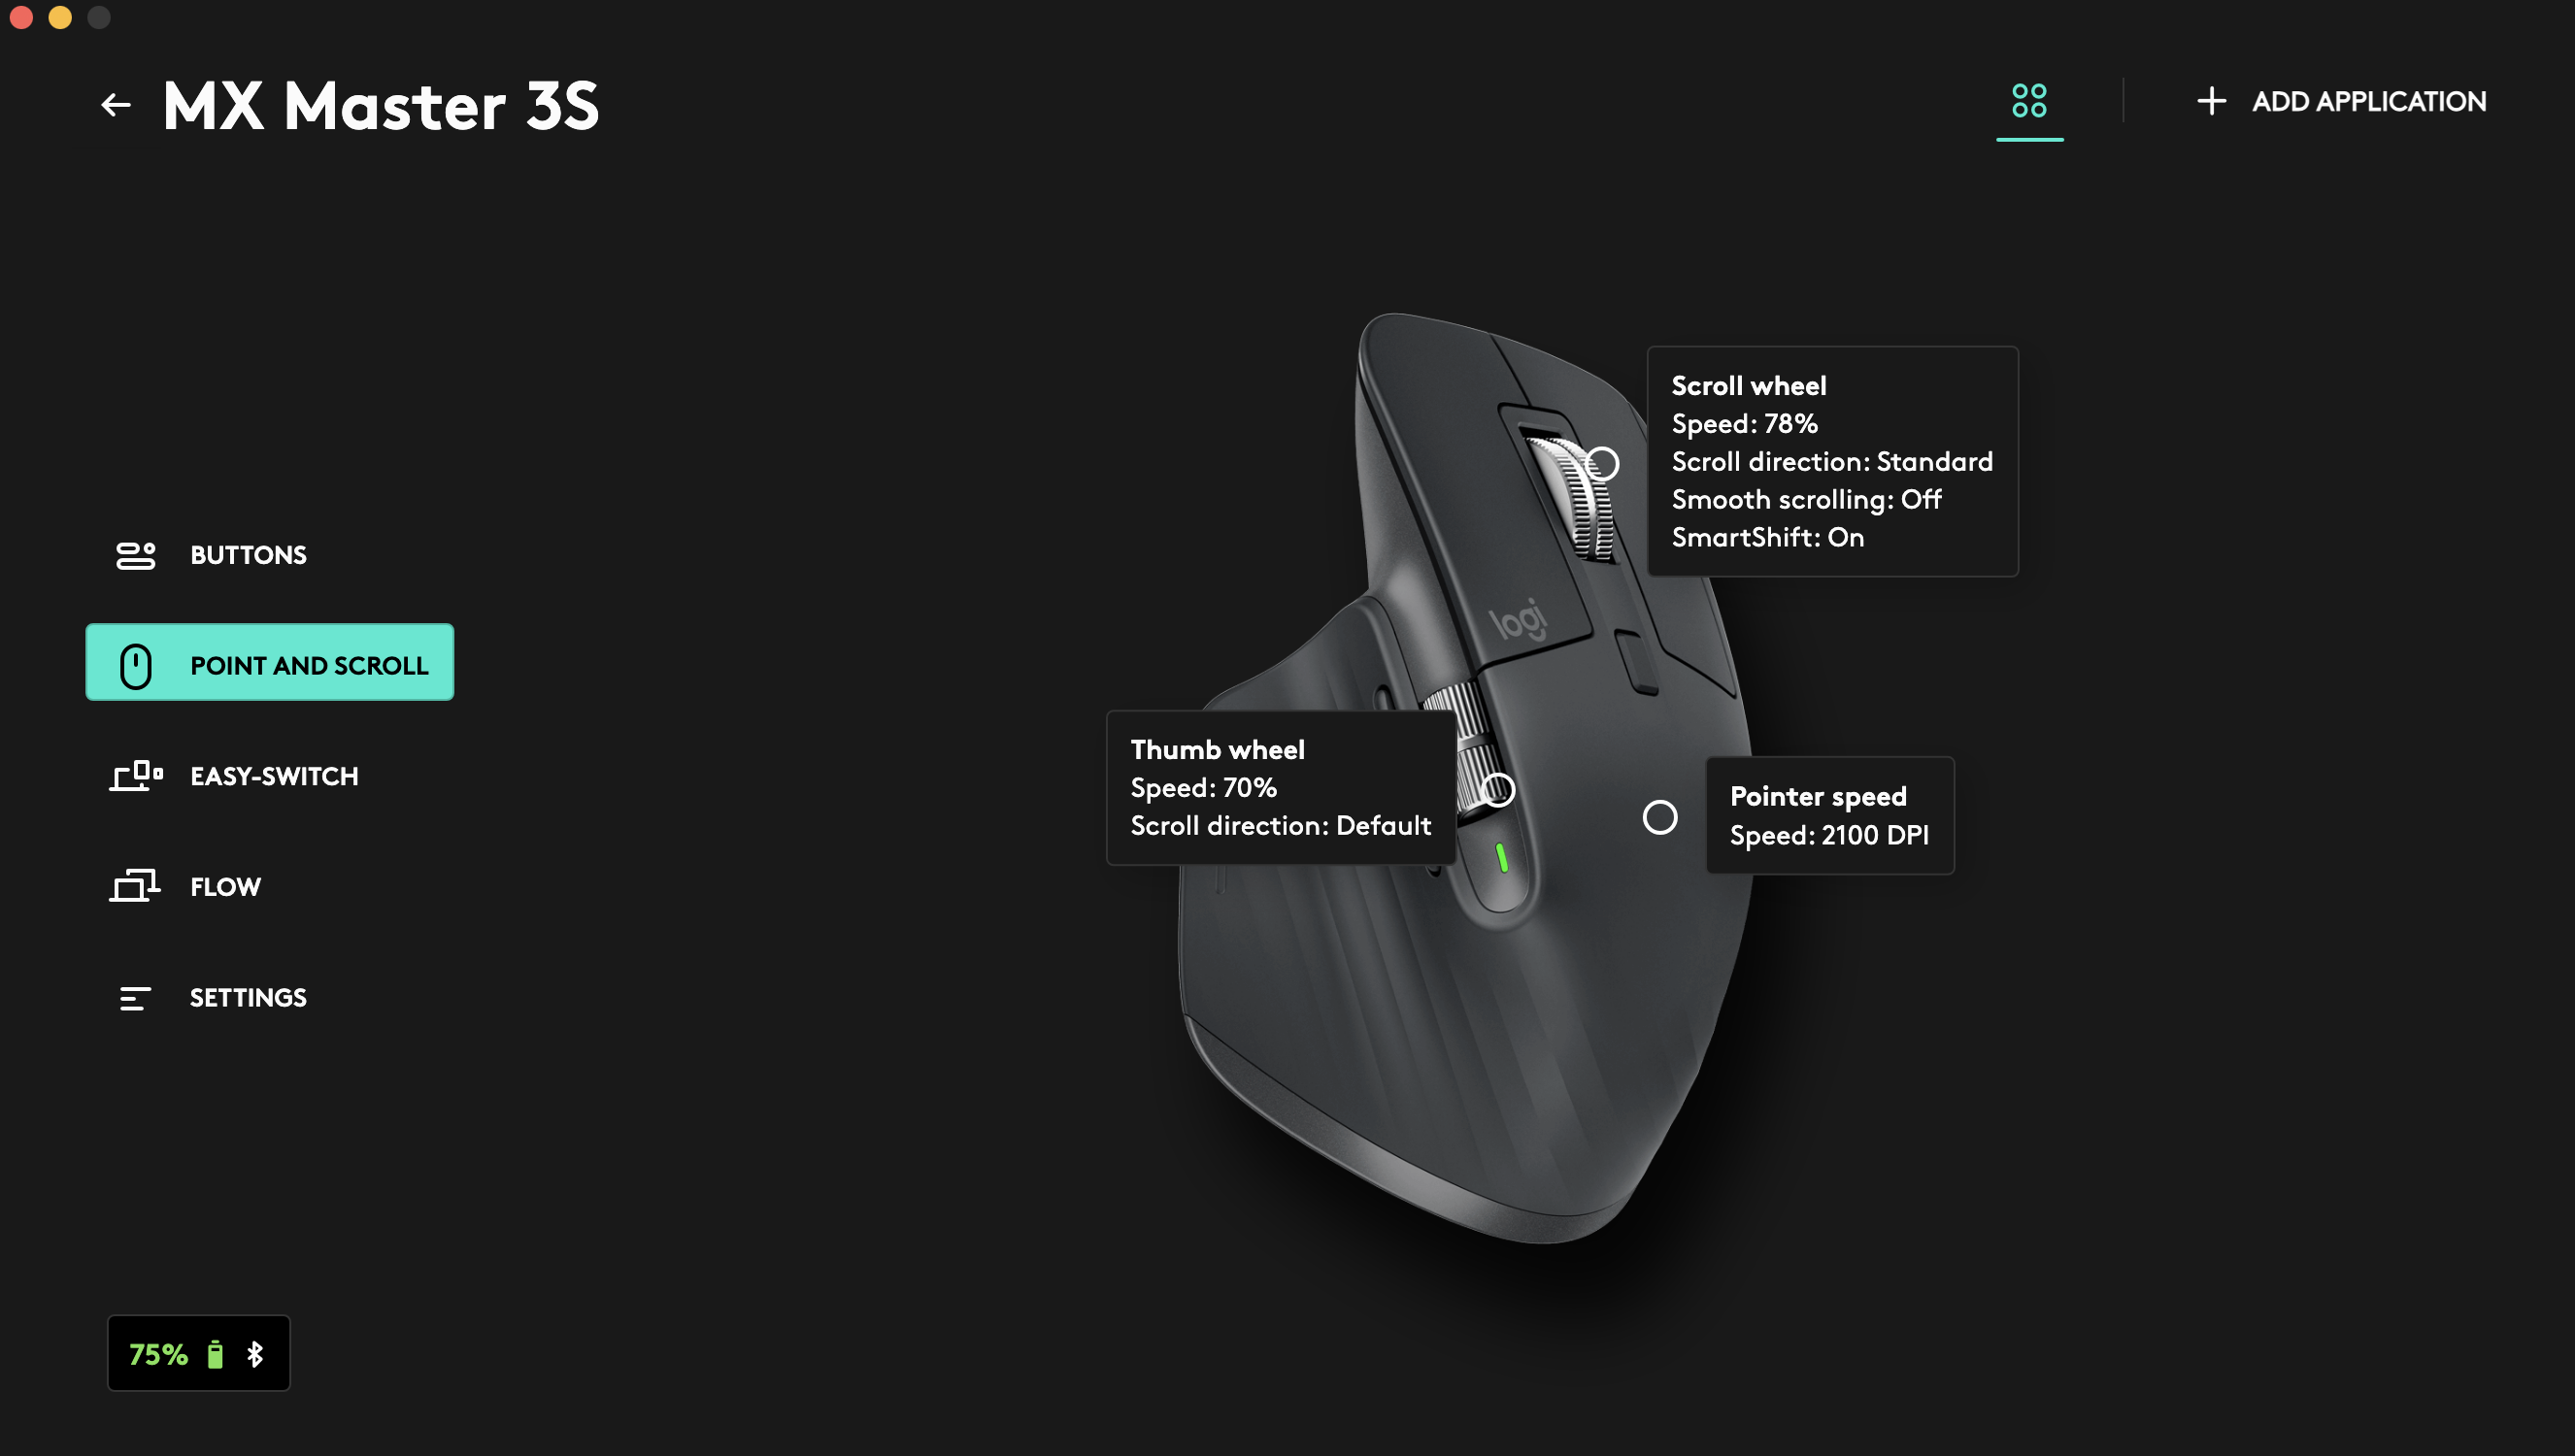 MX Master 3S
ADD APPLICATION
Scroll wheel
Speed: 78%
Scroll direction: Standard
Smooth scrolling: Off
SmartShift: On
BUTTONS
logi
POINT AND SCROLL
Thumb wheel
Speed: 70%
Scroll direction: Default
EASY-SWITCH
Pointer speed
Speed: 2100 DPI
FLOW
SETTINGS
75%